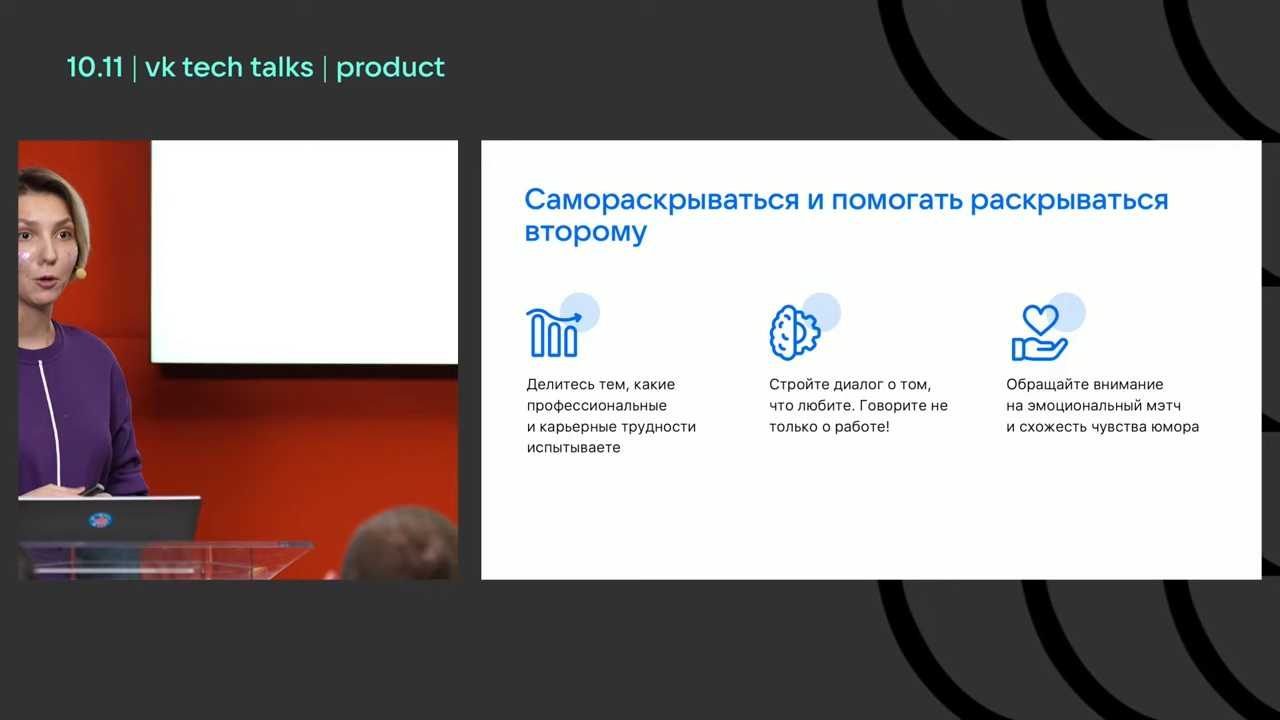 10.11 | vk tech talks | product
Самораскрываться и помогать раскрываться
второму
Делитесь тем, какие
профессиональные
и карьерные трудности
испытываете
Стройте диалог о том,
что любите. Говорите не
только о работе!
Обращайте внимание
на эмоциональный мэтч
и схожесть чувства юмора